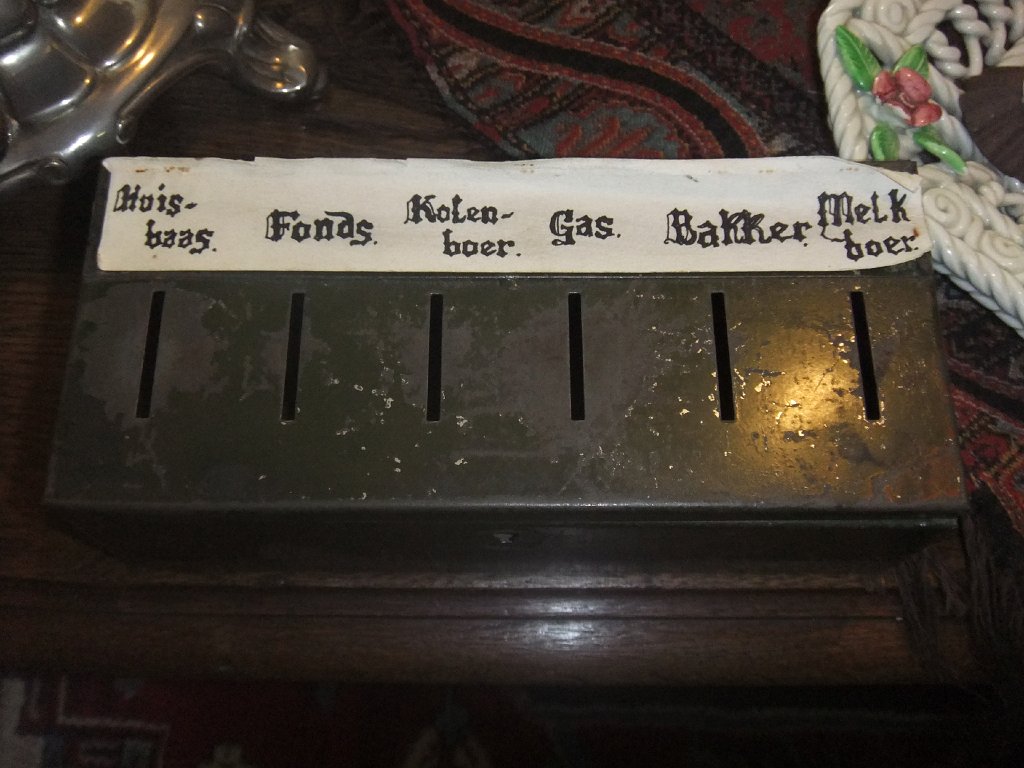 Huis-
baas.
Fonds.
Kolen-
boer.
Gas.
Bakker.
Melk
boer.